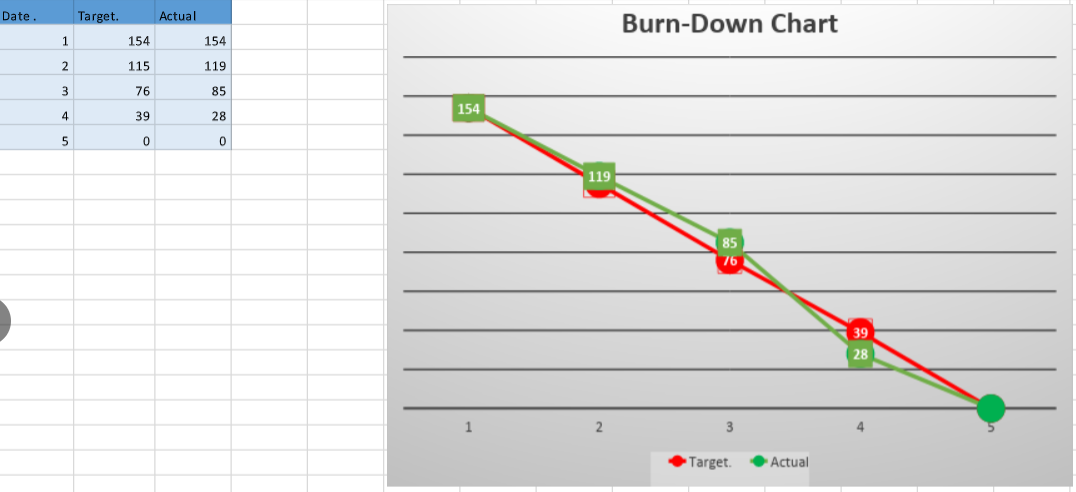 Date . Target. Actual
1 154 154
2 115 119
3 76 85
4 39 28
5 0 0
Burn-Down Chart
154
119
85
76
39
28
1 2 3 4 5
Target. Actual